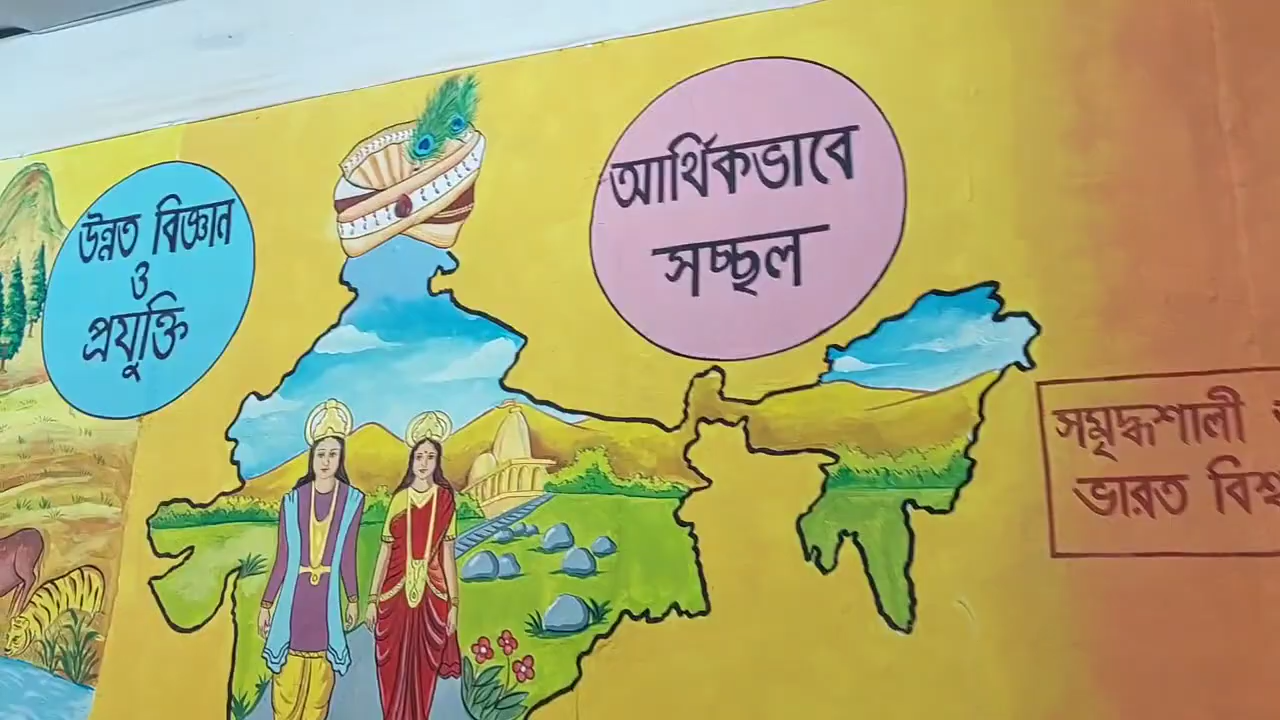 উন্নত বিজ্ঞান
ও
প্রযুক্তি
আর্থিকভাবে
সচ্ছল
সমৃদ্ধশালী
ভারত